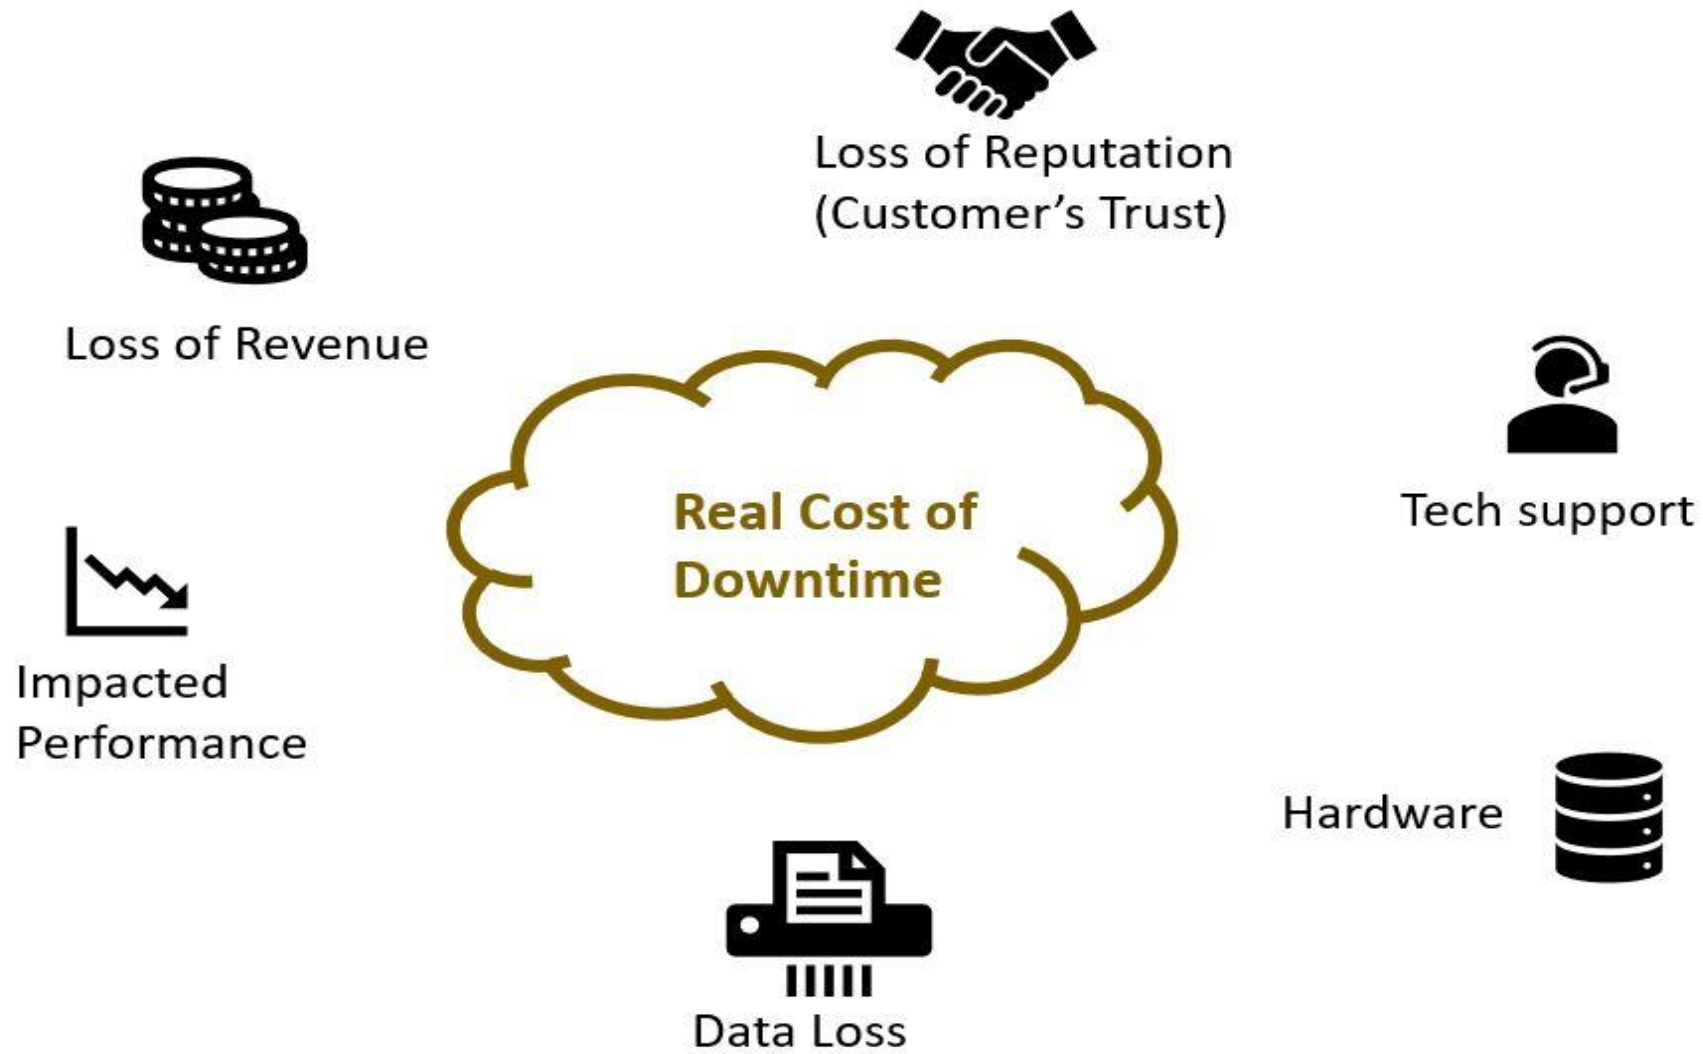 Loss of Reputation
(Customer’s Trust)
Loss of Revenue
Real Cost of
Downtime
Tech support
Impacted
Performance
Hardware
Data Loss